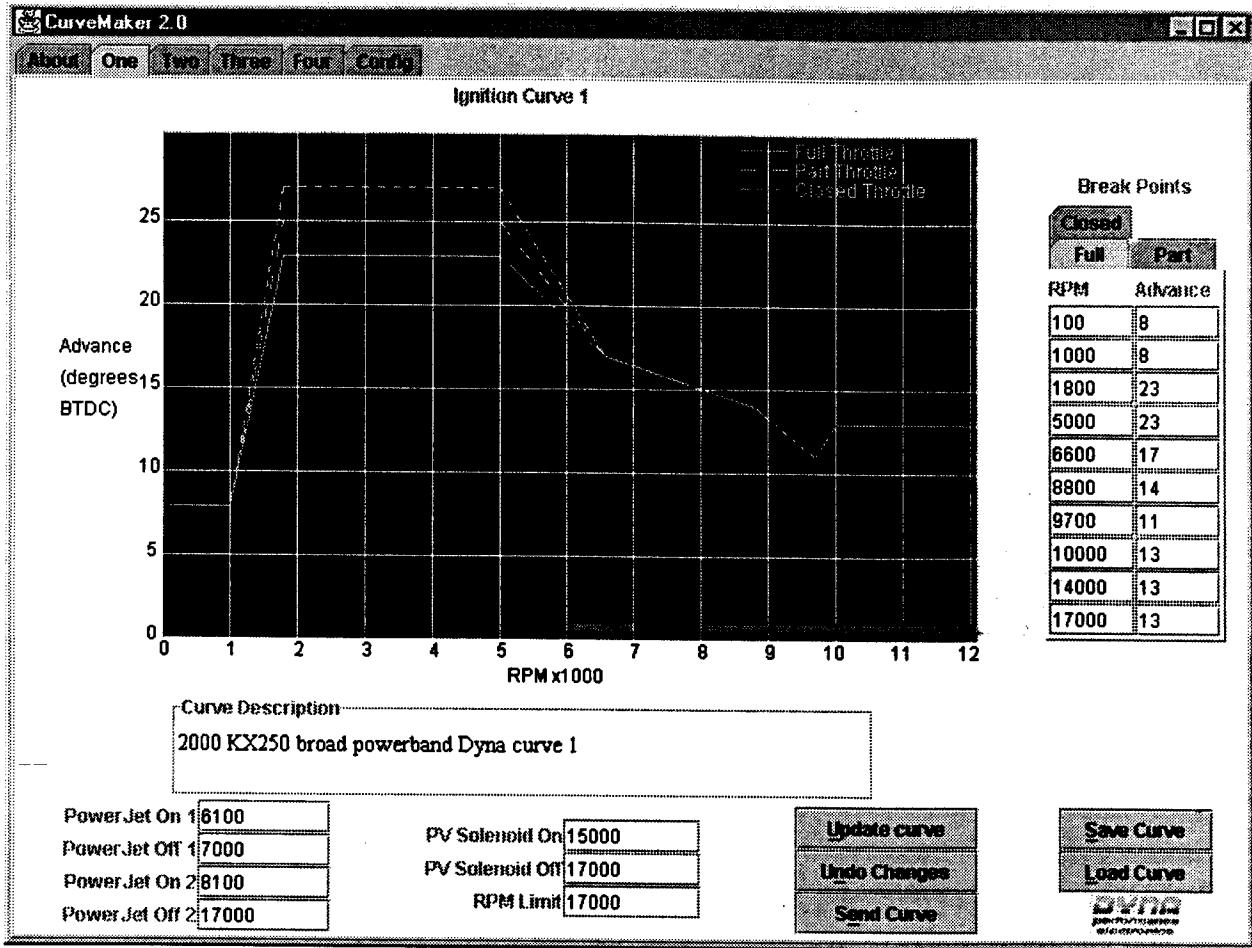 CurveMaker 2.0
About One Two Three Four Config
Ignition Curve 1
Full Throttle
Part Throttle
Closed Throttle
25
20
Advance
(degrees 15
BTDC)
10
5
0
0 1 2 3 4 5 6 7 8 9 10 11 12
RPM x1000
Break Points
Closed
Full Part
RPM Advance
100 8
1000 8
1800 23
5000 23
6600 17
8800 14
9700 11
10000 13
14000 13
17000 13
Curve Description
2000 KX250 broad powerband Dyna curve 1
PowerJet On 1 6100
PowerJet Off 1 7000
PowerJet On 2 8100
PowerJet Off 2 17000
PV Solenoid On 15000
PV Solenoid Off 17000
RPM Limit 17000
Update curve
Undo Changes
Send Curve
Save Curve
Load Curve
DYNA
performance
electronics